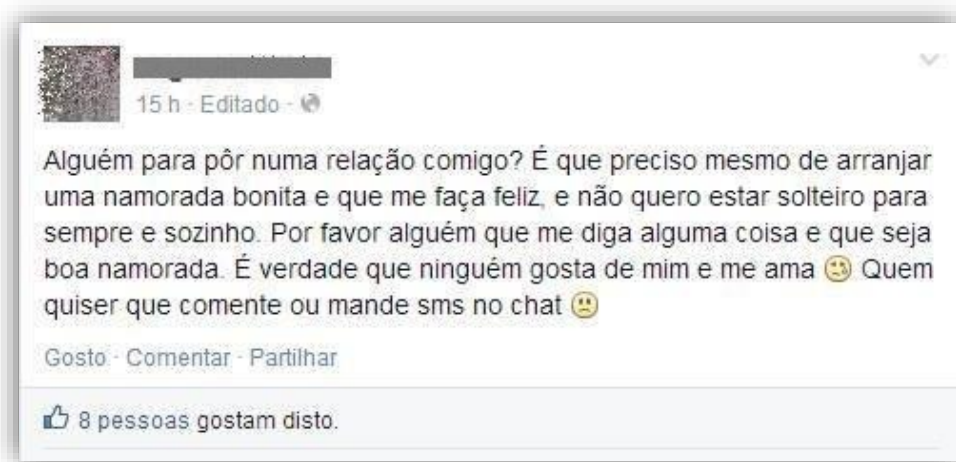 15 h · Editado ·
Alguém para pôr numa relação comigo? É que preciso mesmo de arranjar
uma namorada bonita e que me faça feliz, e não quero estar solteiro para
sempre e sozinho. Por favor alguém que me diga alguma coisa e que seja
boa namorada. É verdade que ninguém gosta de mim e me ama Quem
quiser que comente ou mande sms no chat
Gosto · Comentar · Partilhar
8 pessoas gostam disto.